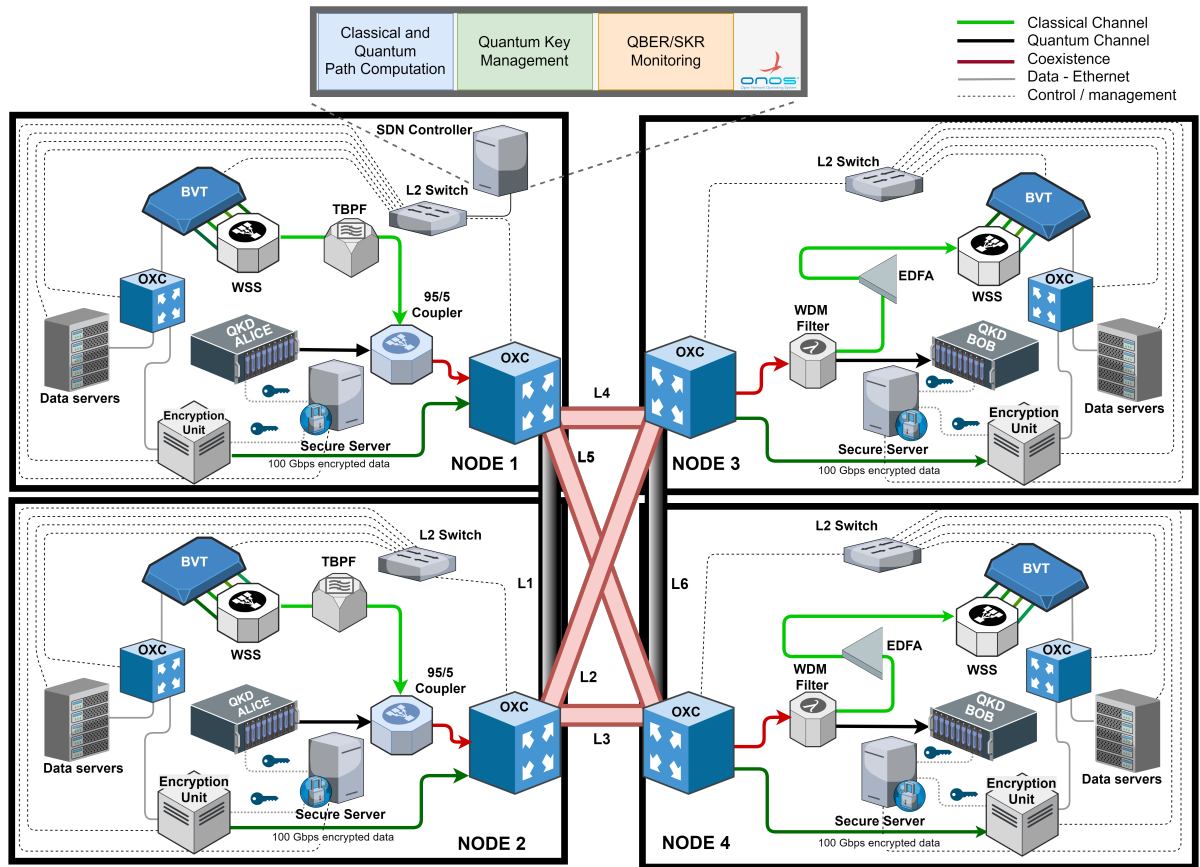 Classical and
Quantum
Path Computation
Quantum Key
Management
QBER/SKR
Monitoring
onos
Open Network Operating System
Classical Channel
Quantum Channel
Coexistence
Data - Ethernet
Control / management
SDN Controller
L2 Switch
BVT
TBPF
WSS
OXC
95/5
Coupler
QKD
ALICE
OXC
Data servers
Encryption
Unit
Secure Server
100 Gbps encrypted data
NODE 1
L2 Switch
BVT
EDFA
WSS
OXC
WDM
Filter
OXC
QKD
BOB
Data servers
Secure Server
Encryption
Unit
100 Gbps encrypted data
NODE 3
L4
L5
L1
L6
L2
L3
L2 Switch
BVT
TBPF
WSS
OXC
95/5
Coupler
QKD
ALICE
OXC
Data servers
Encryption
Unit
Secure Server
100 Gbps encrypted data
NODE 2
L2 Switch
BVT
WSS
EDFA
OXC
WDM
Filter
OXC
QKD
BOB
Data servers
Encryption
Unit
Secure Server
100 Gbps encrypted data
NODE 4